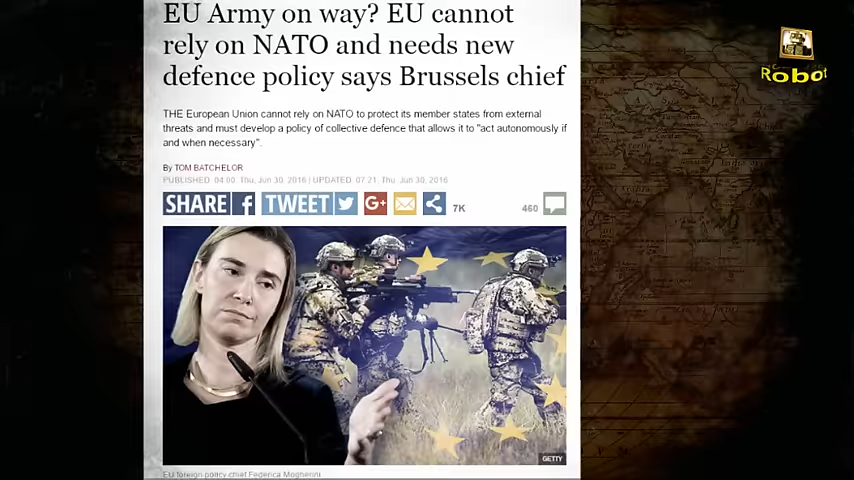 EU Army on way? EU cannot
rely on NATO and needs new
defence policy says Brussels chief
THE European Union cannot rely on NATO to protect its member states from external
threats and must develop a policy of collective defence that allows it to "act autonomously if
and when necessary".
By TOM BATCHELOR
PUBLISHED: 04:00, Thu, Jun 30, 2016 | UPDATED: 07:21, Thu, Jun 30, 2016
SHARE f TWEET G+ 7K 460
GETTY
EU foreign policy chief Federica Mogherini
Robot